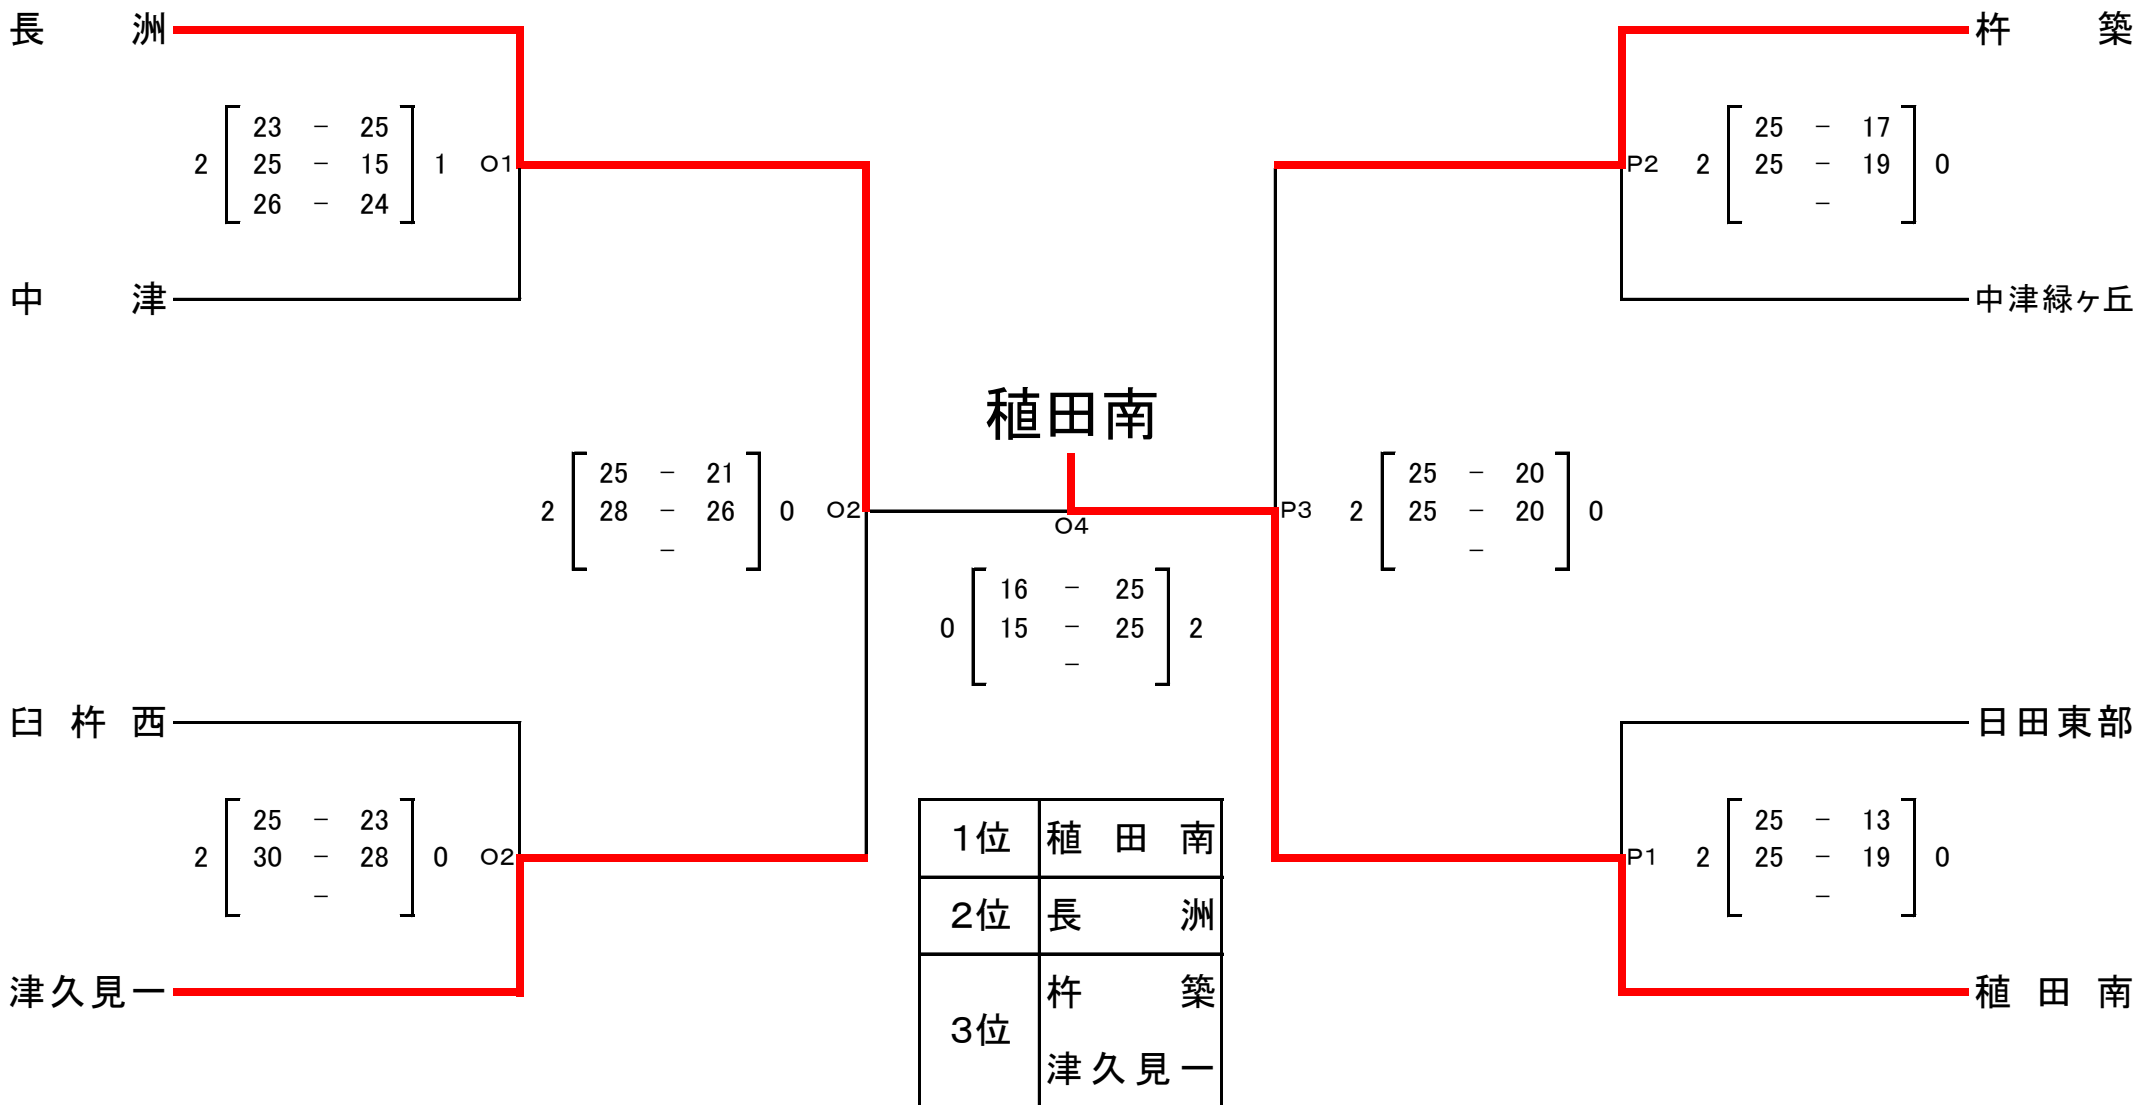 長 洲
杵 築
23 - 25
2 25 - 15 1 O1
26 - 24
25 - 17
P2 2 25 - 19 0
-
中 津
中津緑ヶ丘
稙田南
25 - 21
2 28 - 26 0 O2
-
25 - 20
P3 2 25 - 20 0
-
O4
16 - 25
0 15 - 25 2
-
臼 杵 西
日田東部
25 - 23
2 30 - 28 0 O2
-
25 - 13
P1 2 25 - 19 0
-
津久見一
稙 田 南
1位 稙 田 南
2位 長 洲
3位 杵 築
津久見一